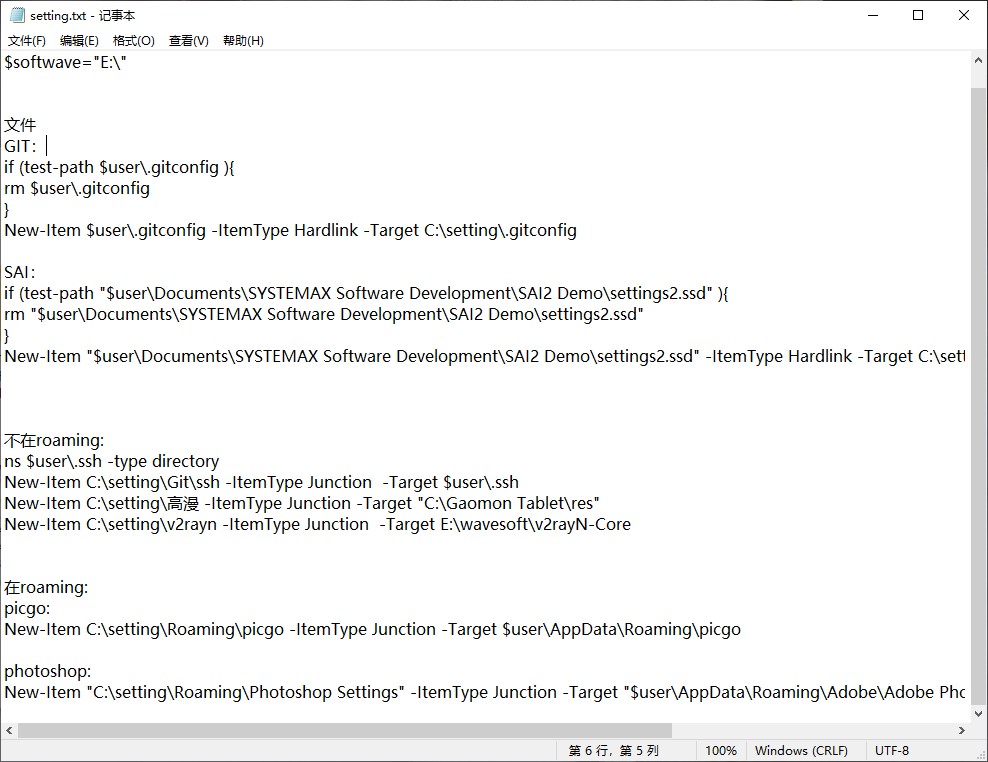 setting.txt - 记事本
文件(F) 编辑(E) 格式(O) 查看(V) 帮助(H)
$softwave="E:\"
文件
GIT：
if (test-path $user\.gitconfig ){
rm $user\.gitconfig
}
New-Item $user\.gitconfig -ItemType Hardlink -Target C:\setting\.gitconfig
SAI：
if (test-path "$user\Documents\SYSTEMAX Software Development\SAI2 Demo\settings2.ssd" ){
rm "$user\Documents\SYSTEMAX Software Development\SAI2 Demo\settings2.ssd"
}
New-Item "$user\Documents\SYSTEMAX Software Development\SAI2 Demo\settings2.ssd" -ItemType Hardlink -Target C:\sett
不在roaming:
ns $user\.ssh -type directory
New-Item C:\setting\Git\ssh -ItemType Junction  -Target $user\.ssh
New-Item C:\setting\高漫 -ItemType Junction -Target "C:\Gaomon Tablet\res"
New-Item C:\setting\v2rayn -ItemType Junction  -Target E:\wavesoft\v2rayN-Core
在roaming:
picgo:
New-Item C:\setting\Roaming\picgo -ItemType Junction -Target $user\AppData\Roaming\picgo
photoshop:
New-Item "C:\setting\Roaming\Photoshop Settings" -ItemType Junction -Target "$user\AppData\Roaming\Adobe\Adobe Pho
第 6 行，第 5 列 100% Windows (CRLF) UTF-8